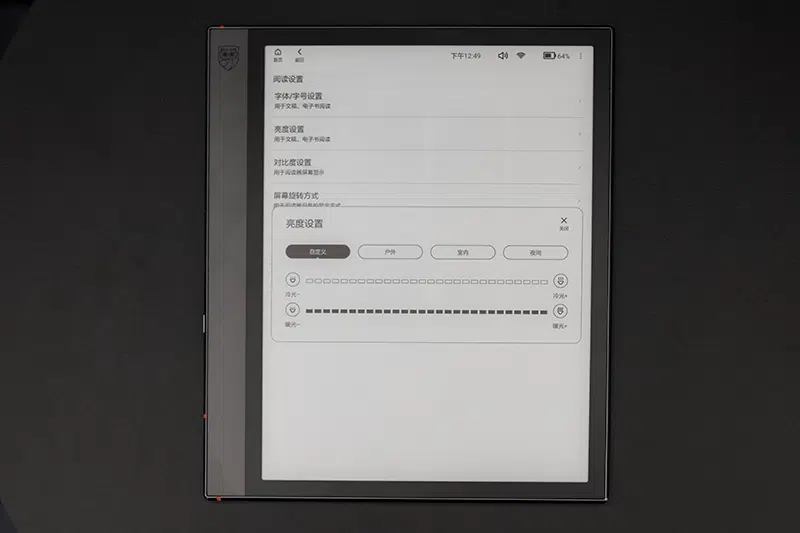 首页 返回 下午12:49 64%
阅读设置
字体/字号设置
用于文稿、电子书阅读
亮度设置
用于文稿、电子书阅读
对比度设置
用于阅读器屏幕显示
屏幕旋转方式
亮度设置
关闭
自定义 户外 室内 夜间
冷光- 冷光+
暖光- 暖光+